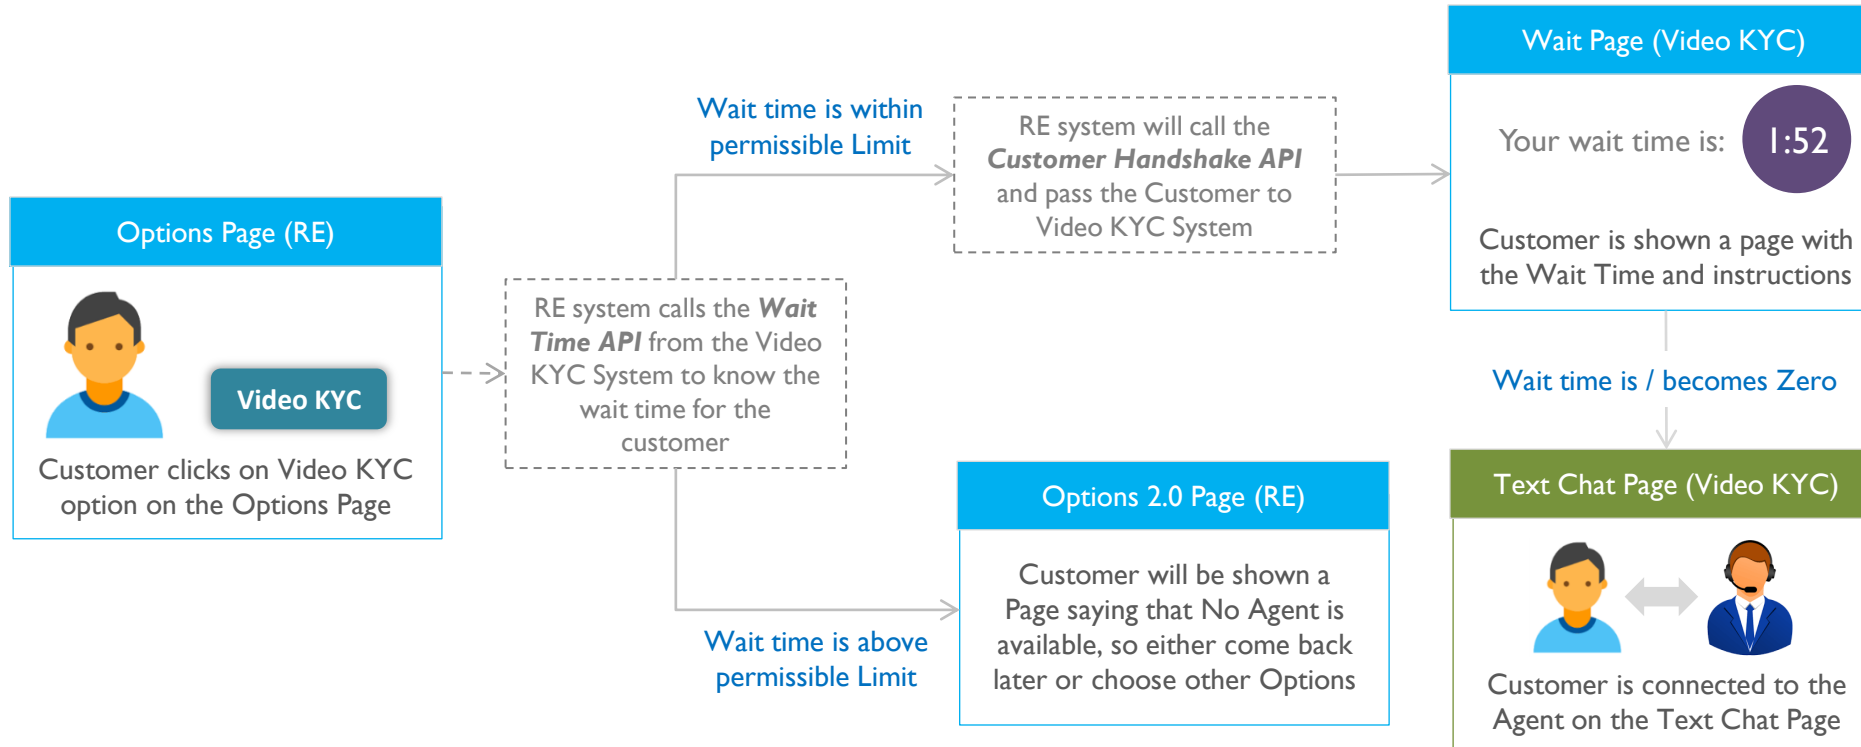 Options Page (RE)
Video KYC
Customer clicks on Video KYC
option on the Options Page
RE system calls the Wait
Time API from the Video
KYC System to know the
wait time for the
customer
Wait time is within
permissible Limit
RE system will call the
Customer Handshake API
and pass the Customer to
Video KYC System
Wait Page (Video KYC)
Your wait time is:
1:52
Customer is shown a page with
the Wait Time and instructions
Wait time is / becomes Zero
Text Chat Page (Video KYC)
Customer is connected to the
Agent on the Text Chat Page
Wait time is above
permissible Limit
Options 2.0 Page (RE)
Customer will be shown a
Page saying that No Agent is
available, so either come back
later or choose other Options